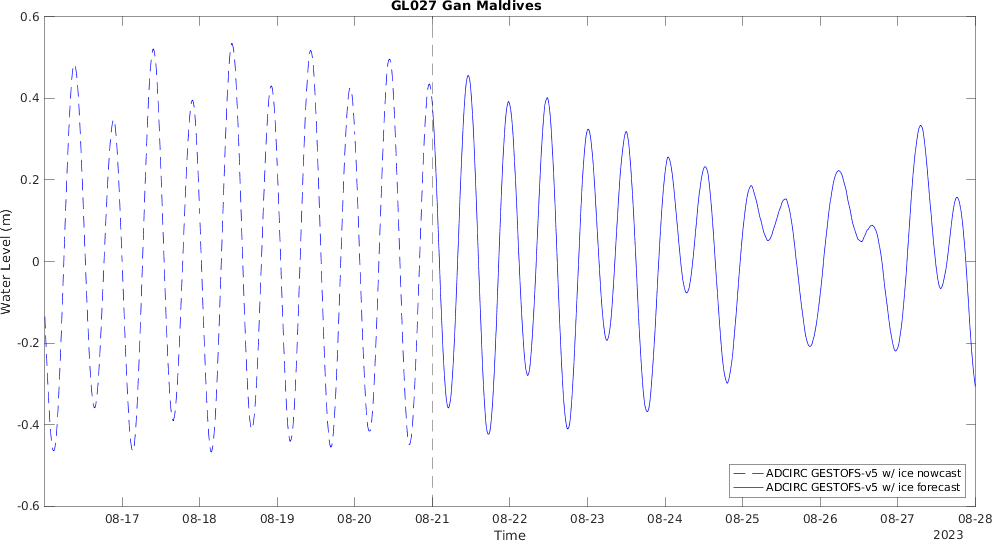 GL027 Gan Maldives
0.6
0.4
0.2
0
-0.2
-0.4
-0.6
Water Level (m)
ADCIRC GESTOFS-v5 w/ ice nowcast
ADCIRC GESTOFS-v5 w/ ice forecast
08-17 08-18 08-19 08-20 08-21 08-22 08-23 08-24 08-25 08-26 08-27 08-28
Time
2023